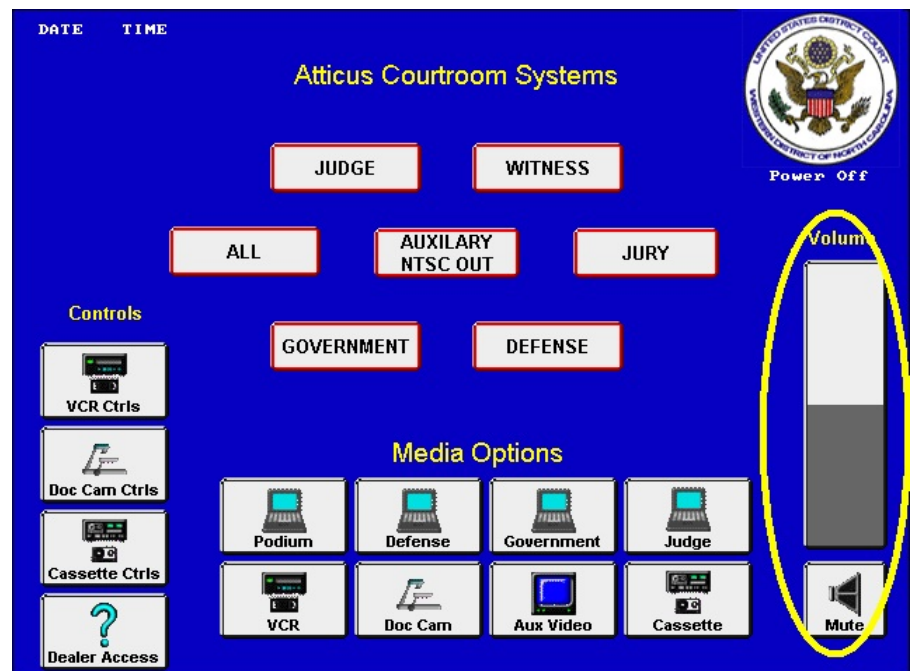 DATE TIME
Atticus Courtroom Systems
UNITED STATES DISTRICT COURT
WESTERN DISTRICT OF NORTH CAROLINA
Power Off
JUDGE WITNESS
ALL AUXILARY NTSC OUT JURY
Volume
Controls
GOVERNMENT DEFENSE
VCR Ctrls
Media Options
Doc Cam Ctrls
Podium Defense Government Judge
Cassette Ctrls
VCR Doc Cam Aux Video Cassette Mute
Dealer Access